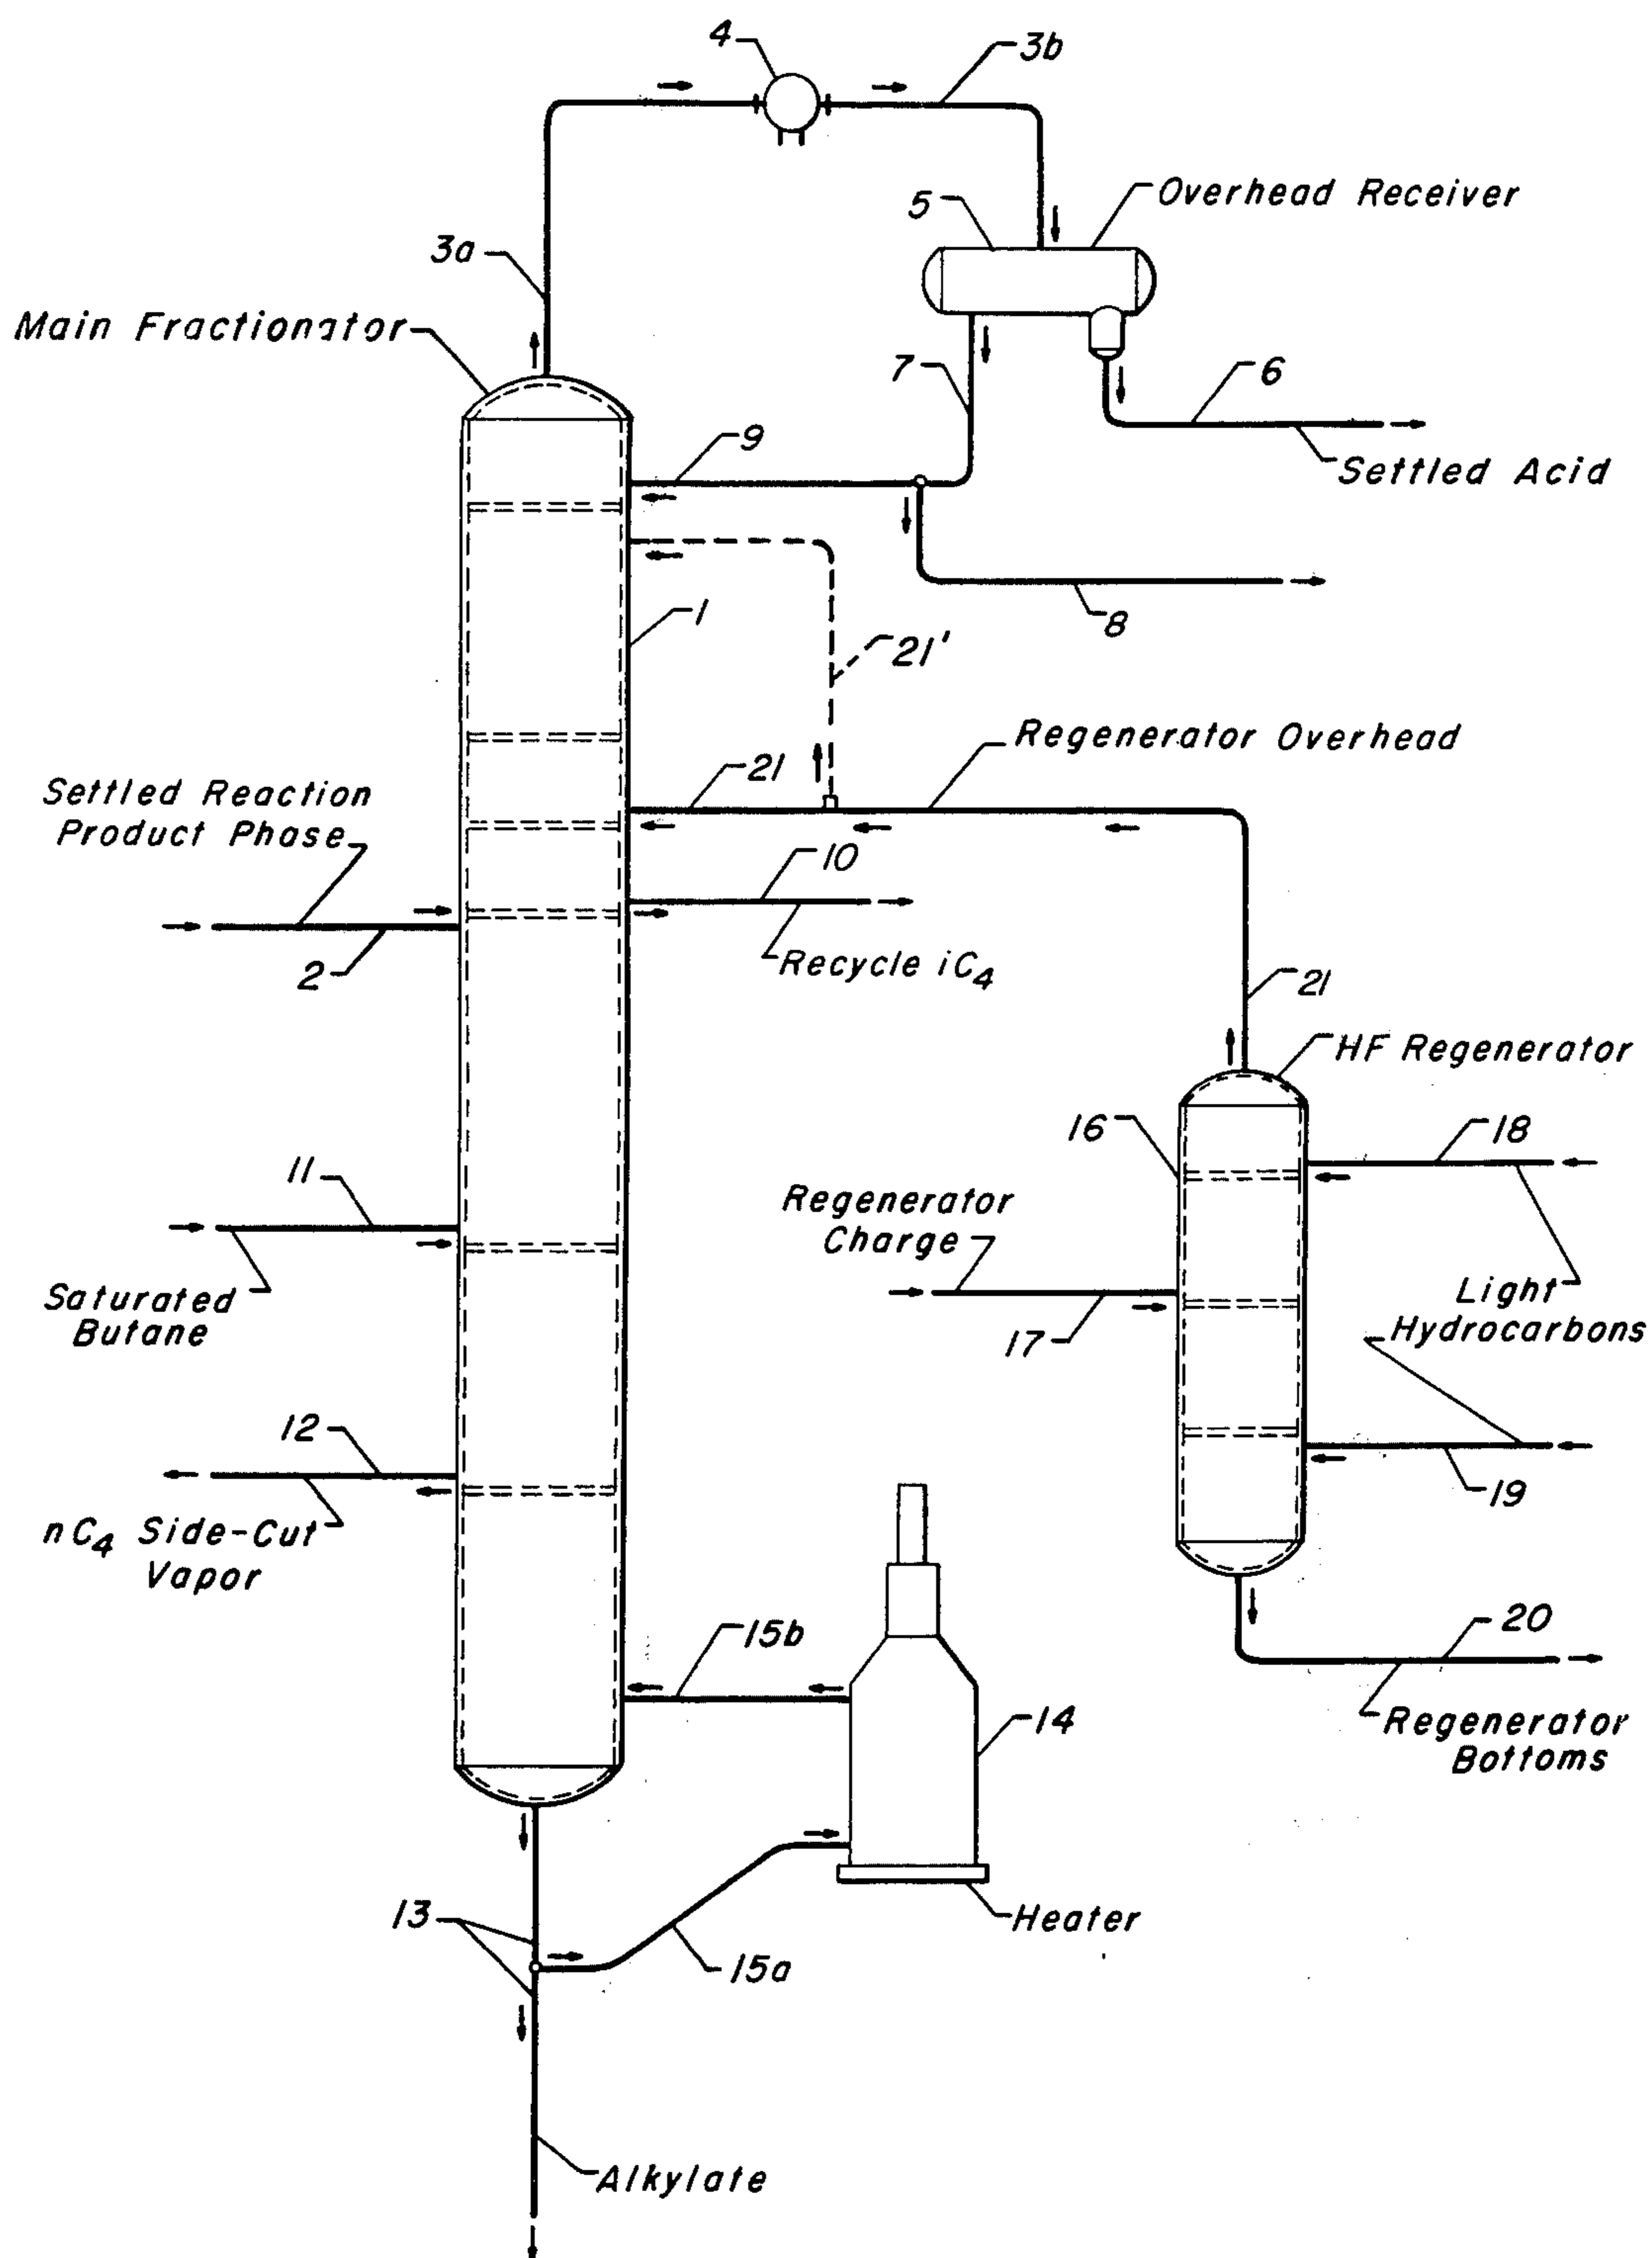 4
3b
5
Overhead Receiver
3a
Main Fractionator
7
6
9
Settled Acid
1
8
21'
Regenerator Overhead
21
Settled Reaction
Product Phase
10
2
Recycle iC4
21
HF Regenerator
16
18
11
Regenerator
Charge
Saturated
Butane
Light
Hydrocarbons
17
12
19
nC4 Side-Cut
Vapor
15b
20
14
Regenerator
Bottoms
13
Heater
15a
Alkylate